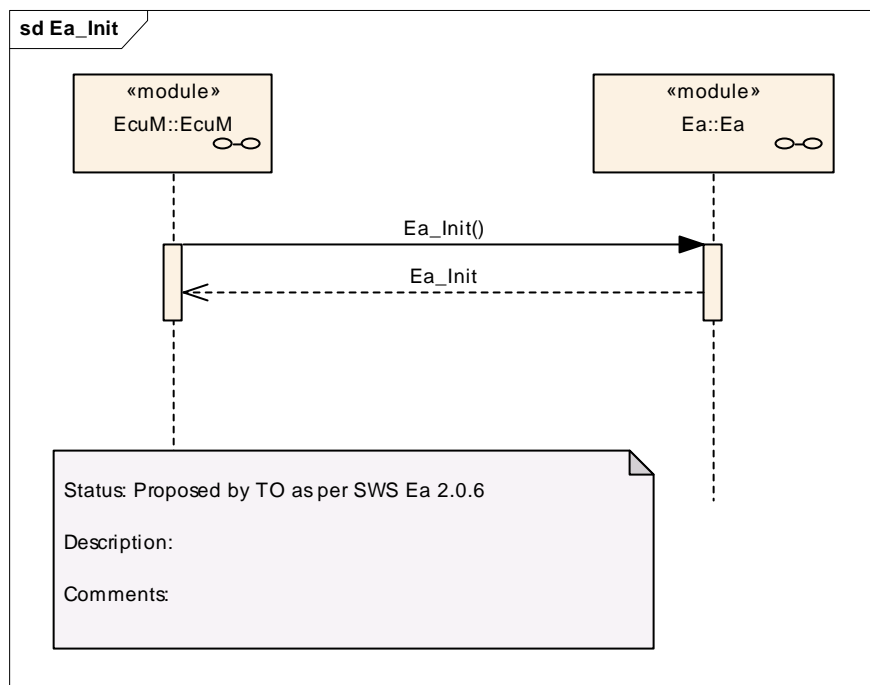 sd Ea_Init
«module»
EcuM::EcuM
«module»
Ea::Ea
Ea_Init()
Ea_Init
Status: Proposed by TO as per SWS Ea 2.0.6
Description:
Comments: